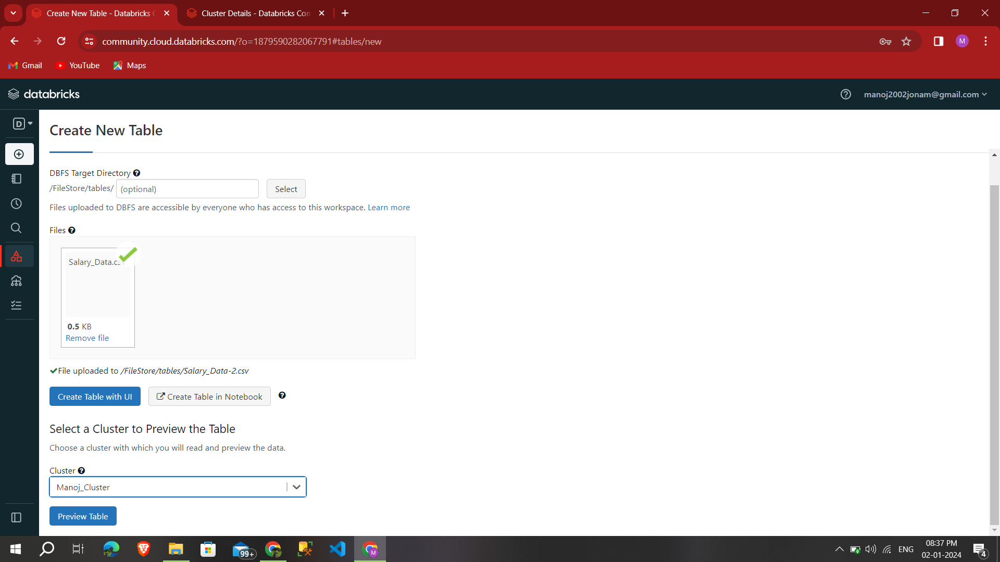 Create New Table - Databricks C
Cluster Details - Databricks Com
community.cloud.databricks.com/?o=1879590282067791#tables/new
M
Gmail
YouTube
Maps
databricks
manoj2002jonam@gmail.com
D
Create New Table
DBFS Target Directory
/FileStore/tables/
(optional)
Select
Files uploaded to DBFS are accessible by everyone who has access to this workspace. Learn more
Files
Salary_Data.csv
0.5 KB
Remove file
File uploaded to /FileStore/tables/Salary_Data-2.csv
Create Table with UI
Create Table in Notebook
Select a Cluster to Preview the Table
Choose a cluster with which you will read and preview the data.
Cluster
Manoj_Cluster
Preview Table
99+
M
ENG
08:37 PM
02-01-2024
4